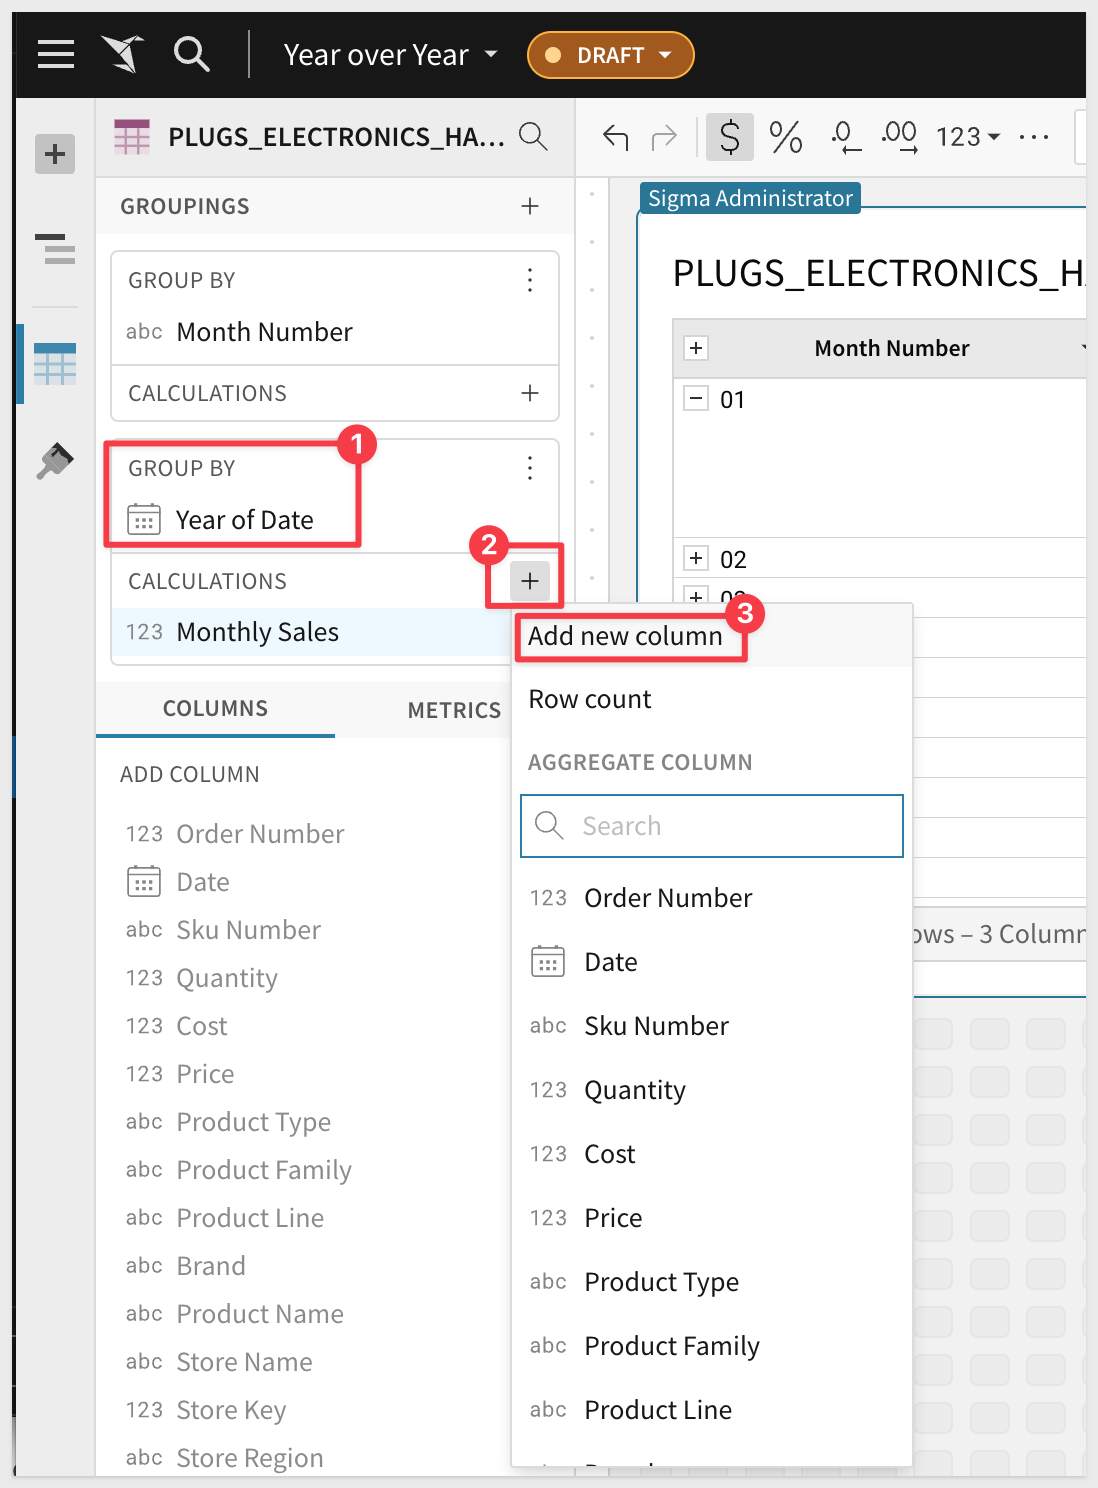 Year over Year
DRAFT
PLUGS_ELECTRONICS_HA...
$ % .0 .00 123 ...
GROUPINGS
Sigma Administrator
GROUP BY
abc Month Number
CALCULATIONS
PLUGS_ELECTRONICS_H
Month Number
01
1
GROUP BY
Year of Date
2
CALCULATIONS
02
03
123 Monthly Sales
3
Add new column
Row count
COLUMNS
METRICS
AGGREGATE COLUMN
ADD COLUMN
Search
123 Order Number
Date
abc Sku Number
123 Quantity
123 Cost
123 Price
abc Product Type
abc Product Family
abc Product Line
abc Brand
abc Product Name
abc Store Name
123 Store Key
abc Store Region
123 Order Number
Date
abc Sku Number
123 Quantity
123 Cost
123 Price
abc Product Type
abc Product Family
abc Product Line
ows – 3 Column